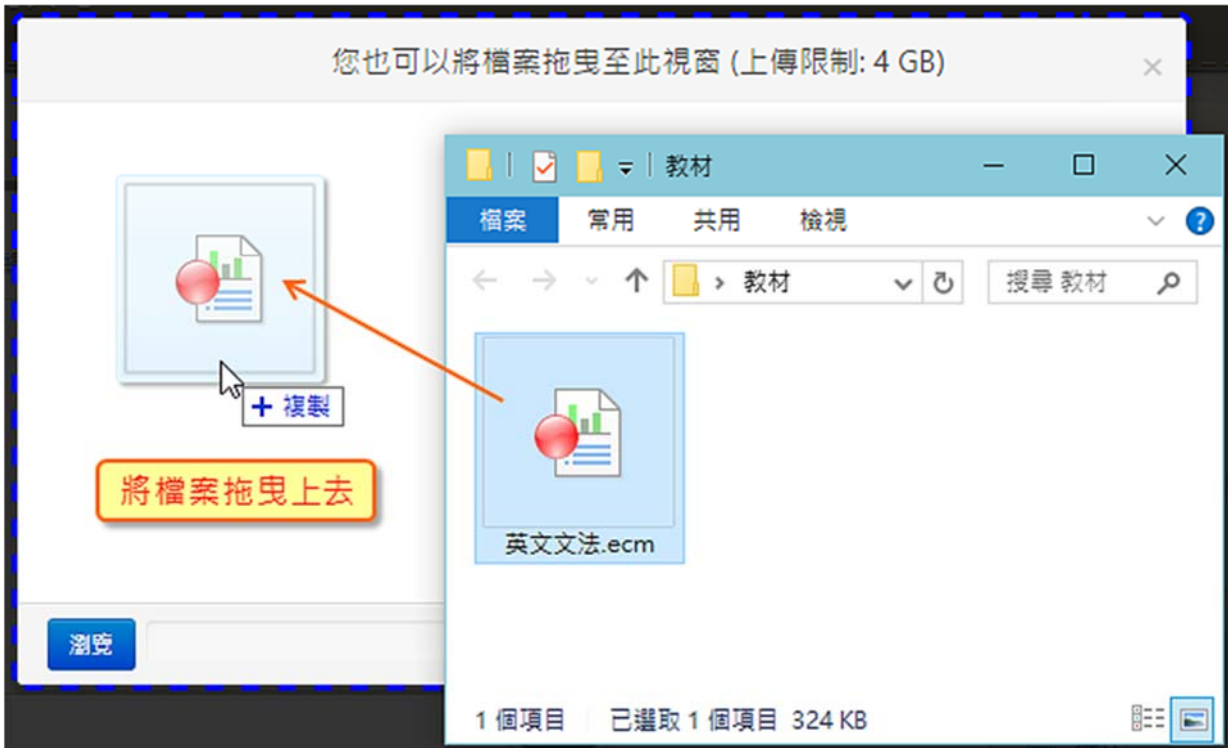 您也可以將檔案拖曳至此視窗 (上傳限制: 4 GB)
教材
檔案 常用 共用 檢視
教材
搜尋 教材
+ 複製
將檔案拖曳上去
英文文法.ecm
瀏覽
1 個項目 已選取 1 個項目 324 KB